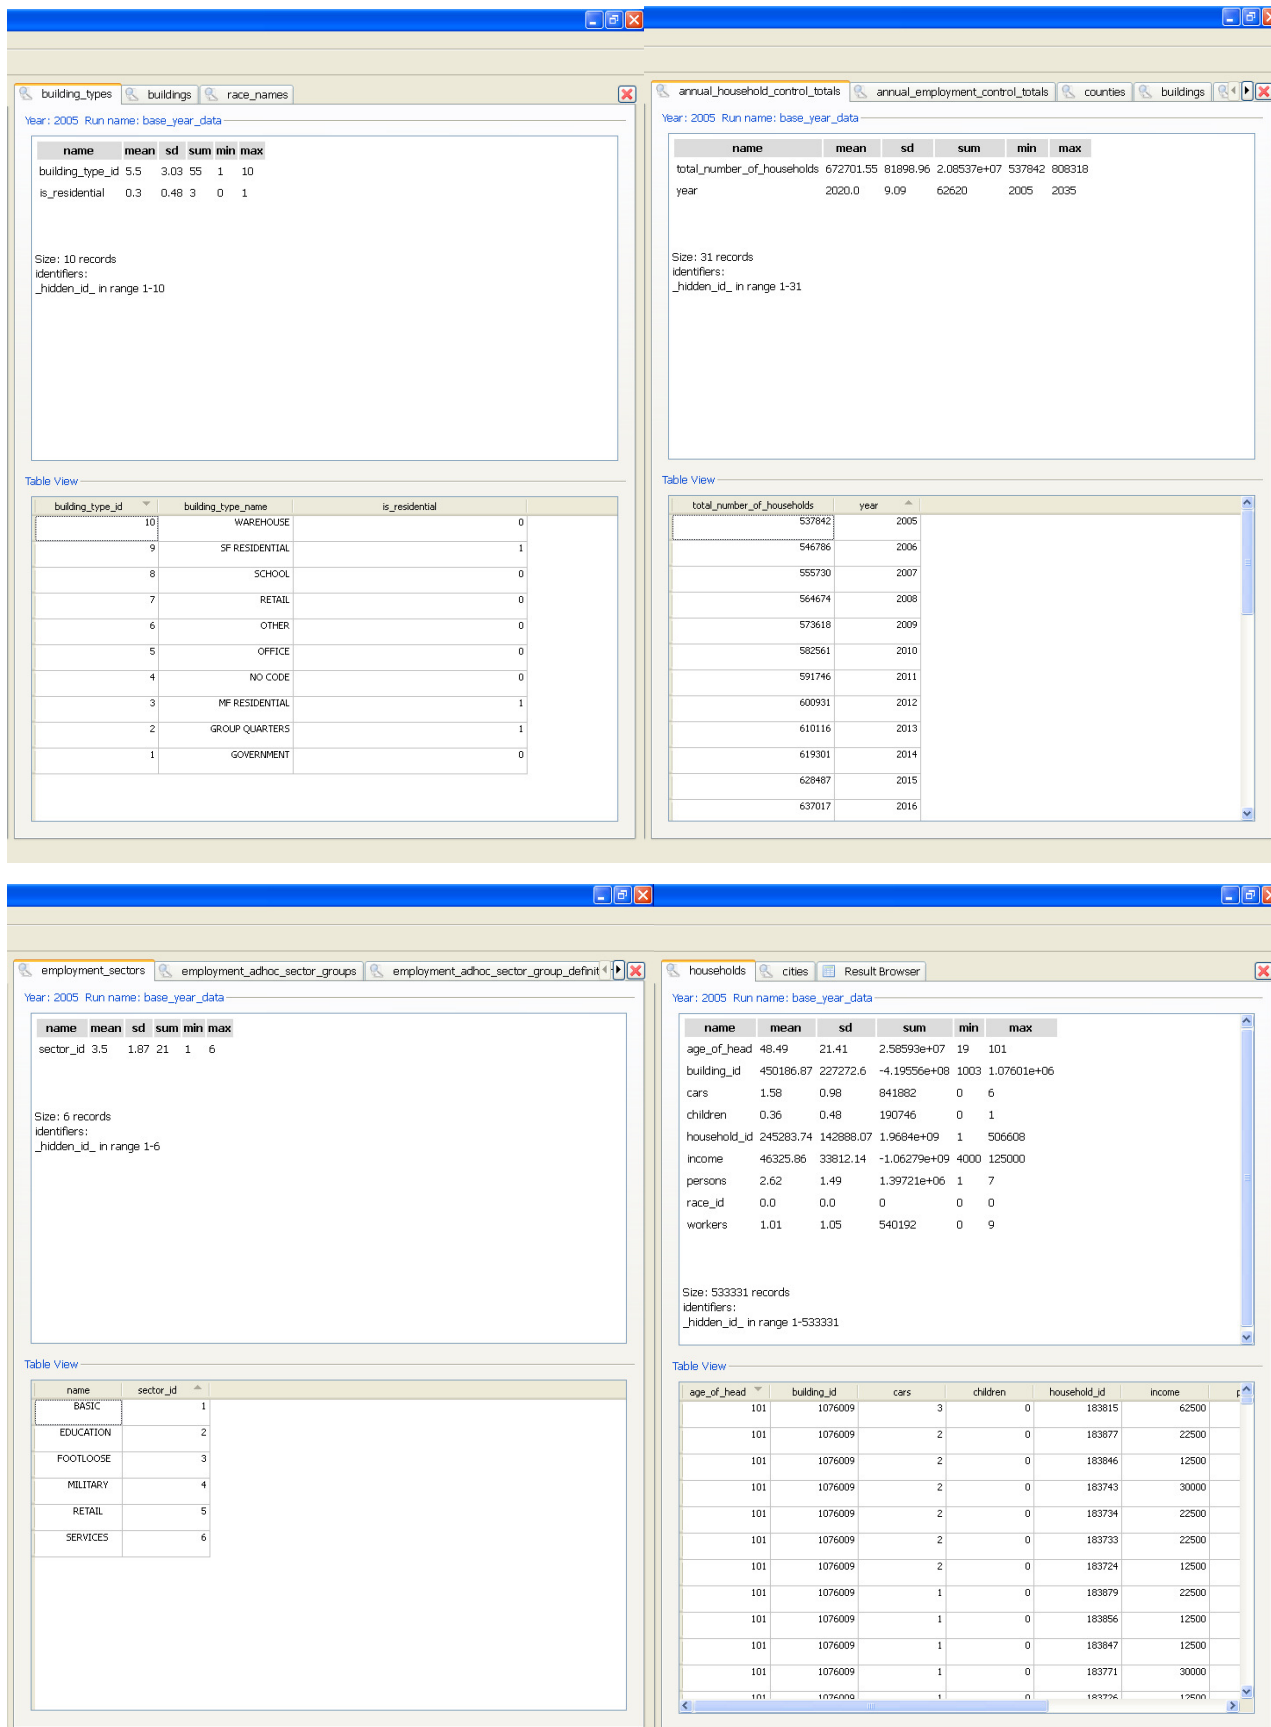 building_types buildings race_names
Year: 2005 Run name: base_year_data
name mean sd sum min max
building_type_id 5.5 3.03 55 1 10
is_residential 0.3 0.48 3 0 1
Size: 10 records
identifiers:
_hidden_id_ in range 1-10
Table View
building_type_id building_type_name is_residential
10 WAREHOUSE 0
9 SF RESIDENTIAL 1
8 SCHOOL 0
7 RETAIL 0
6 OTHER 0
5 OFFICE 0
4 NO CODE 0
3 MF RESIDENTIAL 1
2 GROUP QUARTERS 1
1 GOVERNMENT 0
annual_household_control_totals annual_employment_control_totals counties buildings
Year: 2005 Run name: base_year_data
name mean sd sum min max
total_number_of_households 672701.55 81898.96 2.08537e+07 537842 808318
year 2020.0 9.09 62620 2005 2035
Size: 31 records
identifiers:
_hidden_id_ in range 1-31
Table View
total_number_of_households year
537842 2005
546786 2006
555730 2007
564674 2008
573618 2009
582561 2010
591746 2011
600931 2012
610116 2013
619301 2014
628487 2015
637017 2016
employment_sectors employment_adhoc_sector_groups employment_adhoc_sector_group_definit
Year: 2005 Run name: base_year_data
name mean sd sum min max
sector_id 3.5 1.87 21 1 6
Size: 6 records
identifiers:
_hidden_id_ in range 1-6
Table View
name sector_id
BASIC 1
EDUCATION 2
FOOTLOOSE 3
MILITARY 4
RETAIL 5
SERVICES 6
households cities Result Browser
Year: 2005 Run name: base_year_data
name mean sd sum min max
age_of_head 48.49 21.41 2.58593e+07 19 101
building_id 450186.87 227272.6 -4.19556e+08 1003 1.07601e+06
cars 1.58 0.98 841882 0 6
children 0.36 0.48 190746 0 1
household_id 245283.74 142888.07 1.9684e+09 1 506608
income 46325.86 33812.14 -1.06279e+09 4000 125000
persons 2.62 1.49 1.39721e+06 1 7
race_id 0.0 0.0 0 0 0
workers 1.01 1.05 540192 0 9
Size: 533331 records
identifiers:
_hidden_id_ in range 1-533331
Table View
age_of_head building_id cars children household_id income p
101 1076009 3 0 183815 62500
101 1076009 2 0 183877 22500
101 1076009 2 0 183846 12500
101 1076009 2 0 183743 30000
101 1076009 2 0 183734 22500
101 1076009 2 0 183733 22500
101 1076009 2 0 183724 12500
101 1076009 1 0 183879 22500
101 1076009 1 0 183856 12500
101 1076009 1 0 183847 12500
101 1076009 1 0 183771 30000
101 1076009 1 0 183726 12500